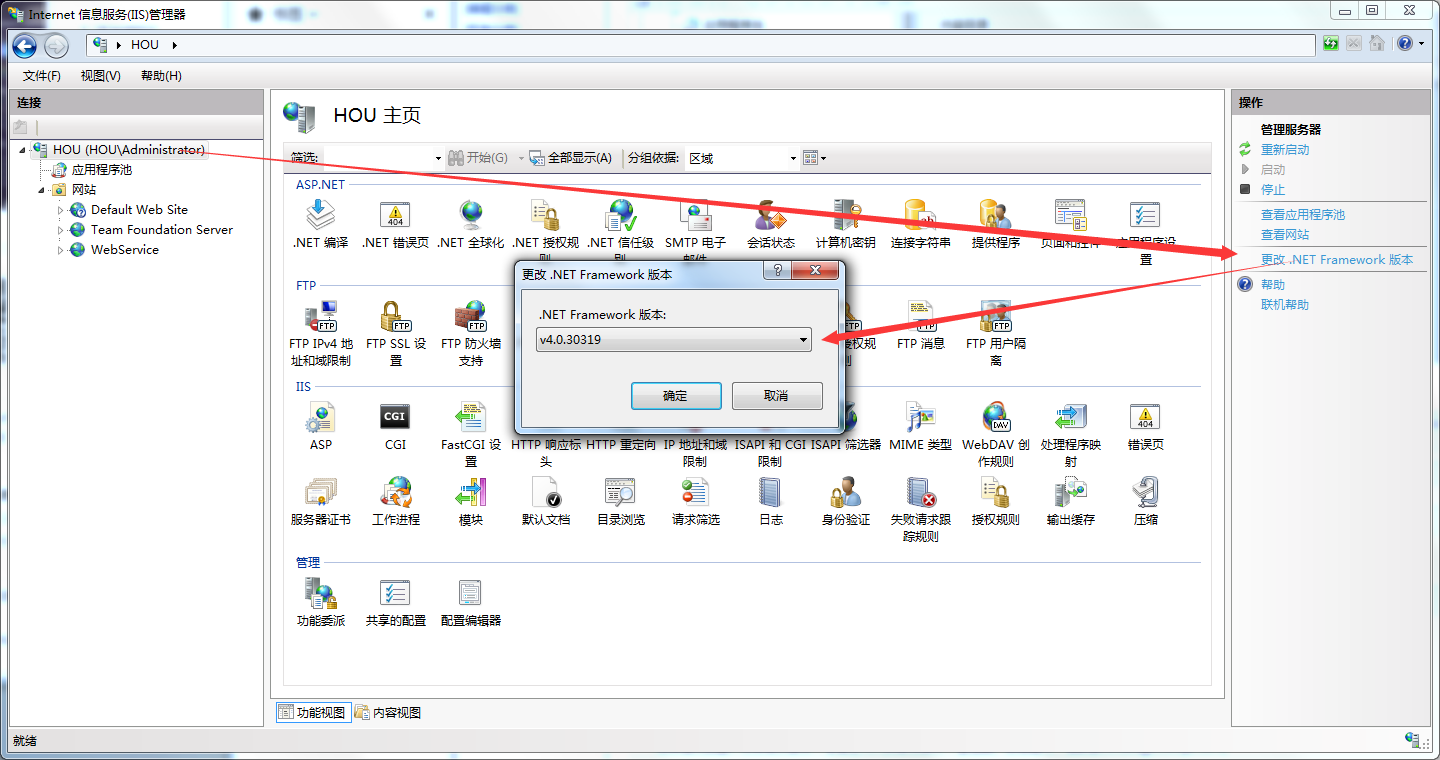 Internet 信息服务(IIS)管理器
HOU
文件(F) 视图(V) 帮助(H)
连接
HOU (HOU\Administrator)
应用程序池
网站
Default Web Site
Team Foundation Server
WebService
HOU 主页
筛选: 开始(G) 全部显示(A) 分组依据: 区域
ASP.NET
.NET 编译
.NET 错误页
.NET 全球化
.NET 授权规
则
.NET 信任级
别
SMTP 电子
邮件
会话状态
计算机密钥
连接字符串
提供程序
页面和控件
应用程序设
置
FTP
FTP IPv4 地
址和域限制
FTP SSL 设
置
FTP 防火墙
支持
权规
则
FTP 消息
FTP 用户隔
离
IIS
ASP
CGI
CGI
FastCGI 设
置
HTTP 响应标
头
HTTP 重定向
IP 地址和域
限制
ISAPI 和 CGI
限制
ISAPI 筛选器
MIME 类型
WebDAV 创
作规则
处理程序映
射
404
错误页
服务器证书
工作进程
模块
默认文档
目录浏览
请求筛选
日志
身份验证
失败请求跟
踪规则
授权规则
输出缓存
压缩
管理
功能委派
共享的配置
配置编辑器
功能视图 内容视图
更改 .NET Framework 版本
.NET Framework 版本:
v4.0.30319
确定 取消
操作
管理服务器
重新启动
启动
停止
查看应用程序池
查看网站
更改 .NET Framework 版本
帮助
联机帮助
就绪